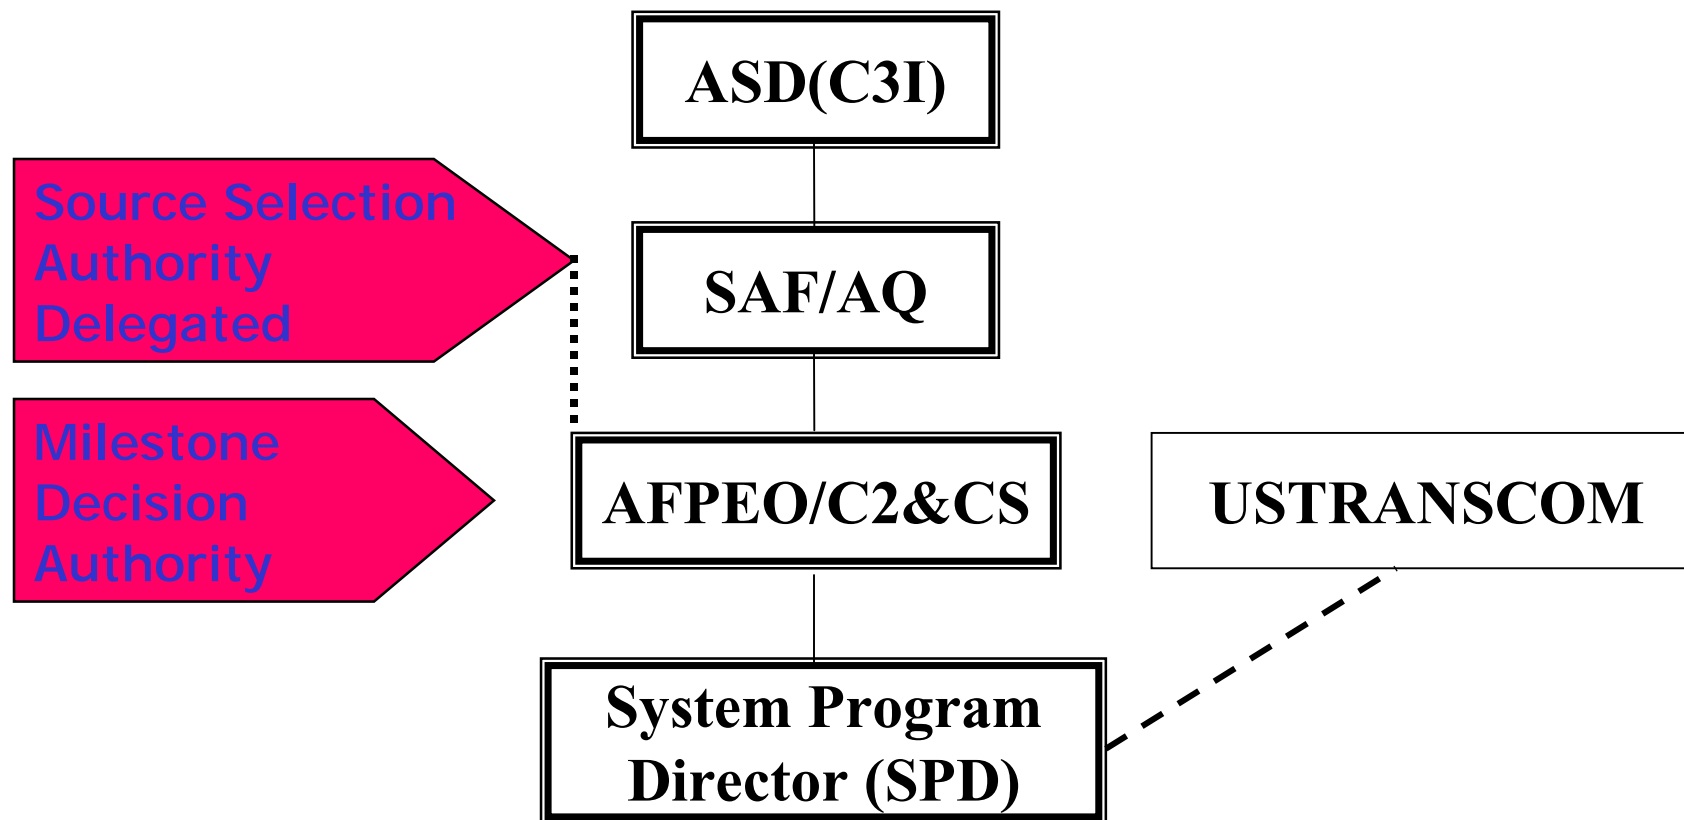 ASD(C3I)
Source Selection
Authority
Delegated
SAF/AQ
Milestone
Decision
Authority
AFPEO/C2&CS
USTRANSCOM
System Program
Director (SPD)